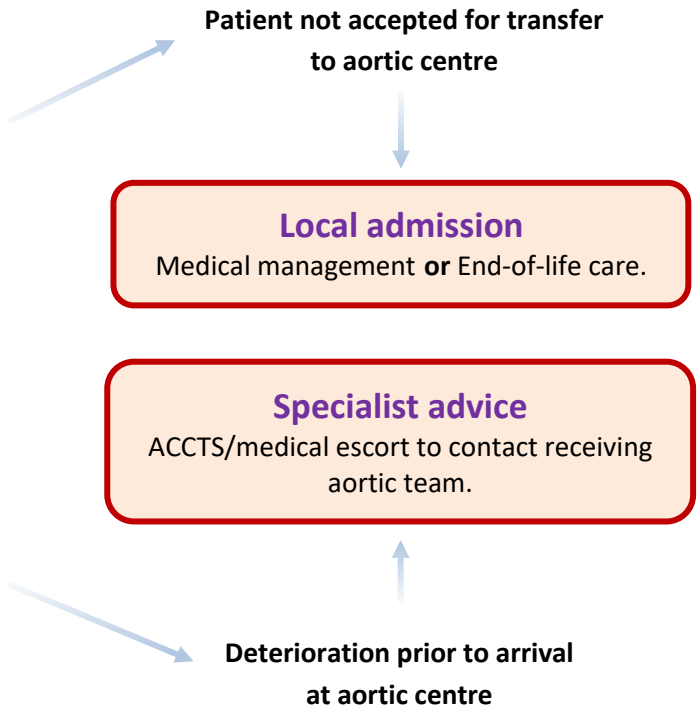 Patient not accepted for transfer
to aortic centre
Local admission
Medical management or End-of-life care.
Specialist advice
ACCTS/medical escort to contact receiving
aortic team.
Deterioration prior to arrival
at aortic centre